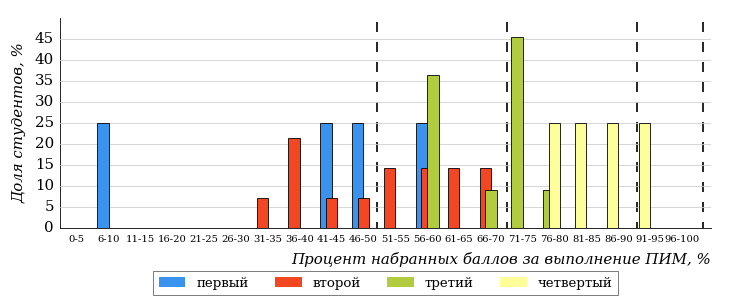 Доля студентов, %
45
40
35
30
25
20
15
10
5
0
0-5 6-10 11-15 16-20 21-25 26-30 31-35 36-40 41-45 46-50 51-55 56-60 61-65 66-70 71-75 76-80 81-85 86-90 91-95 96-100
Процент набранных баллов за выполнение ПИМ, %
первый второй третий четвертый